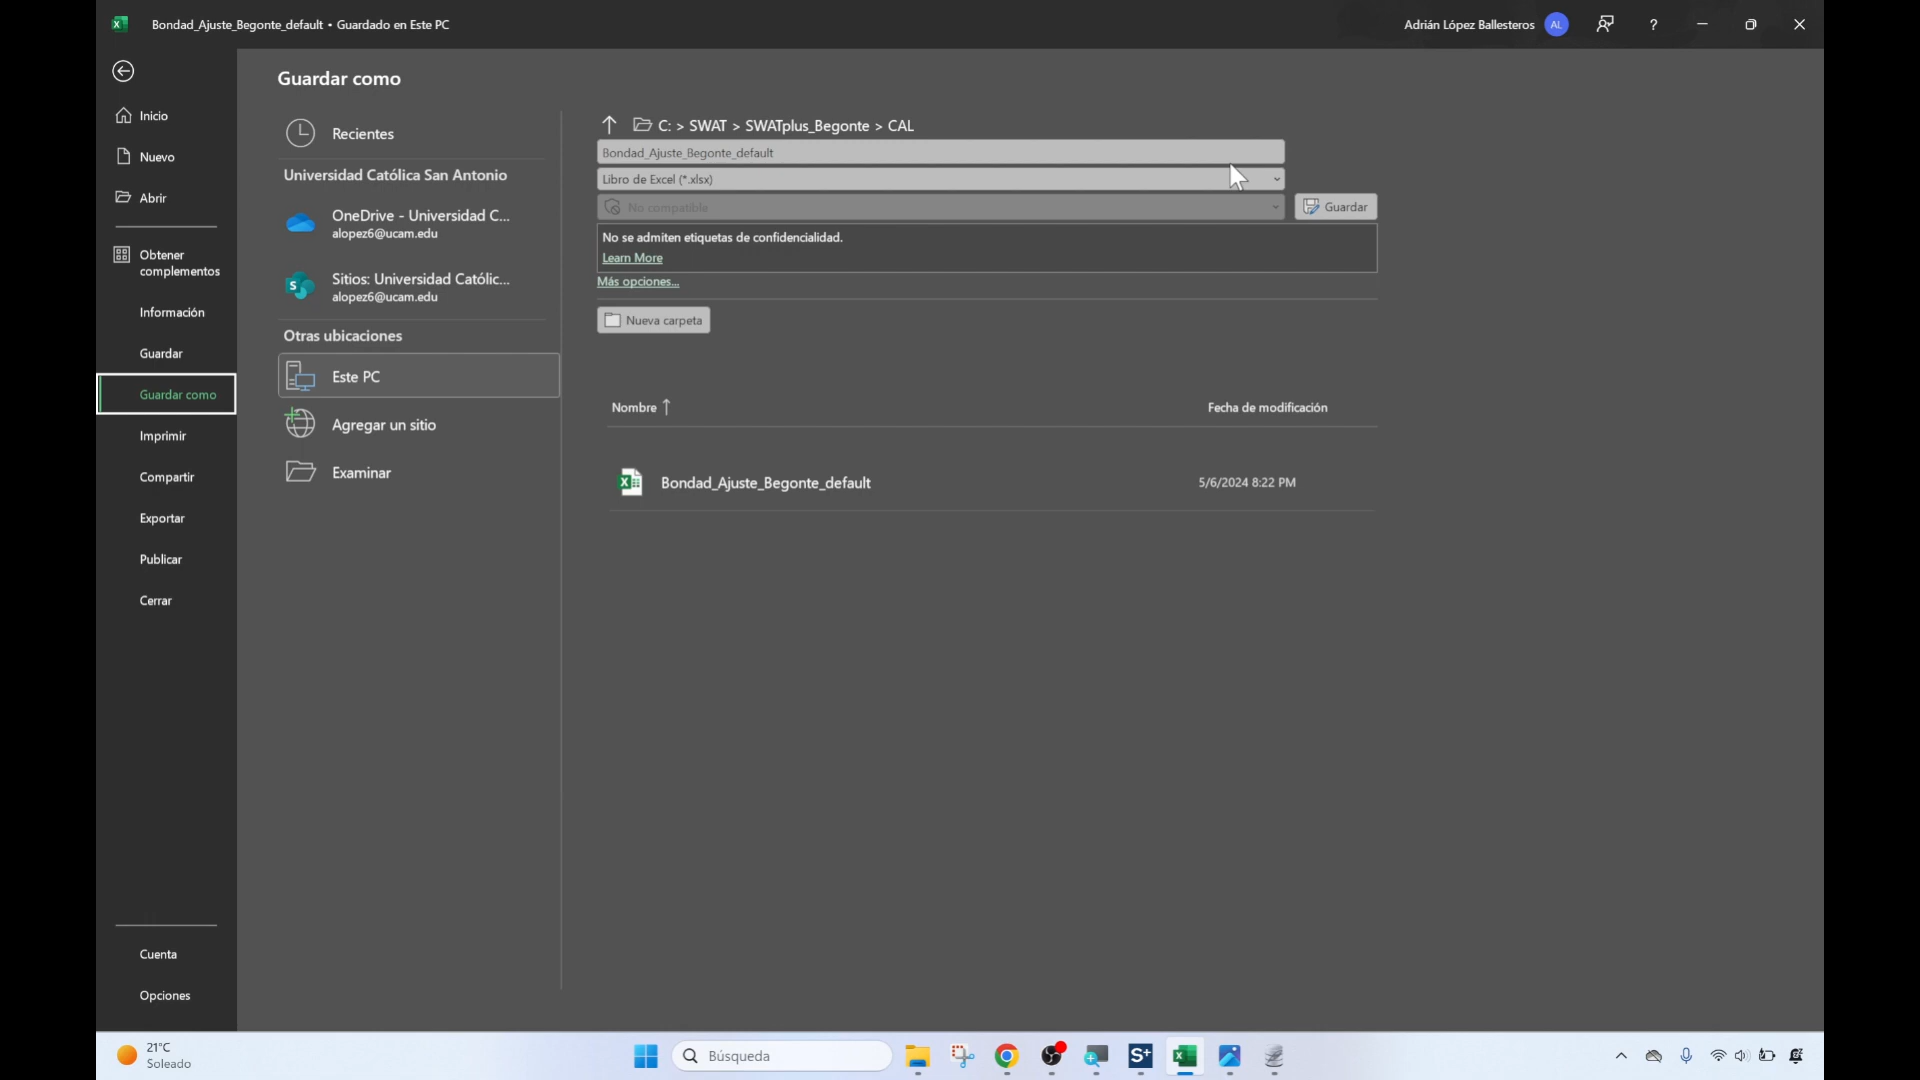 Bondad_Ajuste_Begonte_default • Guardado en Este PC
Adrián López Ballesteros
AL
?
Guardar como
Inicio
Nuevo
Abrir
Obtener
complementos
Información
Guardar
Guardar como
Imprimir
Compartir
Exportar
Publicar
Cerrar
Cuenta
Opciones
Recientes
Universidad Católica San Antonio
OneDrive - Universidad C...
alopez6@ucam.edu
Sitios: Universidad Católic...
alopez6@ucam.edu
Otras ubicaciones
Este PC
Agregar un sitio
Examinar
C: > SWAT > SWATplus_Begonte > CAL
Bondad_Ajuste_Begonte_default
Libro de Excel (*.xlsx)
No compatible
Guardar
No se admiten etiquetas de confidencialidad.
Learn More
Más opciones...
Nueva carpeta
Nombre
Fecha de modificación
Bondad_Ajuste_Begonte_default
5/6/2024 8:22 PM
21°C
Soleado
Búsqueda
S+